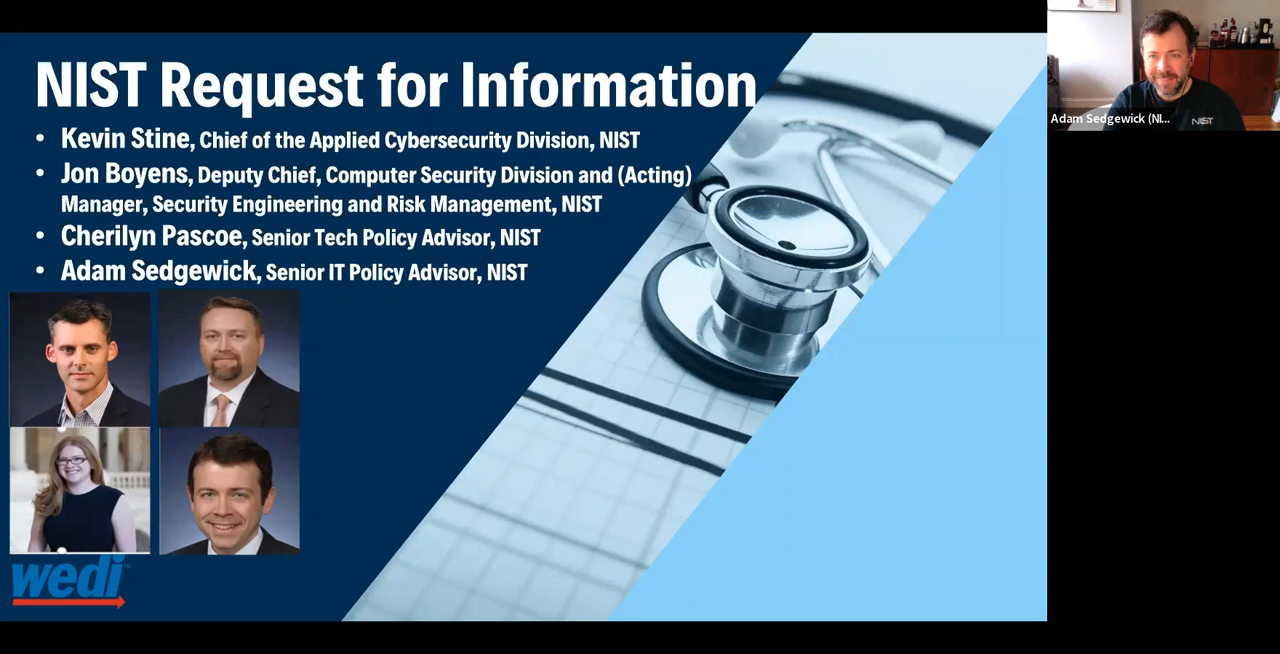 NIST Request for Information
• Kevin Stine, Chief of the Applied Cybersecurity Division, NIST
• Jon Boyens, Deputy Chief, Computer Security Division and (Acting)
Manager, Security Engineering and Risk Management, NIST
• Cherilyn Pascoe, Senior Tech Policy Advisor, NIST
• Adam Sedgewick, Senior IT Policy Advisor, NIST
wedi™
Adam Sedgewick (NI...
NIST